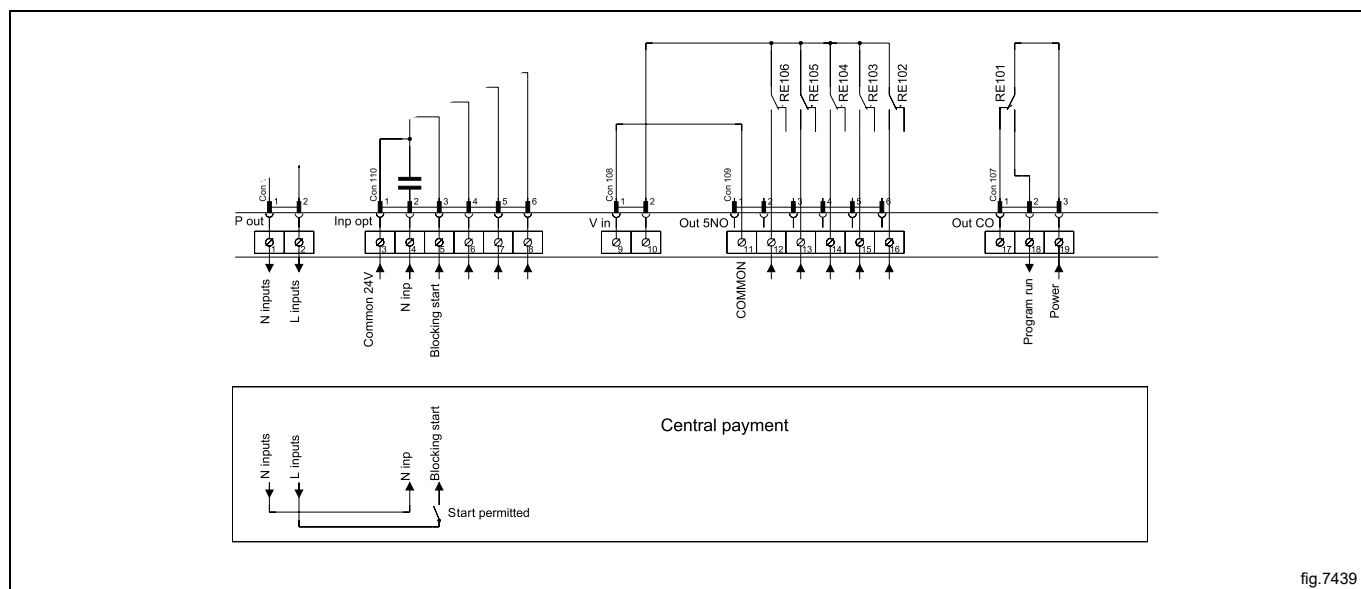 RE106
RE105
RE104
RE103
RE102
RE101
Con
Con 110
Con 108
Con 109
Con 107
1 2
1 2 3 4 5 6
1 2
1 2 3 4 5 6
1 2 3
P out
Inp opt
V in
Out 5NO
Out CO
1 2
3 4 5 6 7 8
9 10
11 12 13 14 15 16
17 18 19
N inputs
L inputs
Common 24V
N inp
Blocking start
COMMON
Program run
Power
Central payment
N inputs
L inputs
N inp
Blocking start
Start permitted
fig.7439